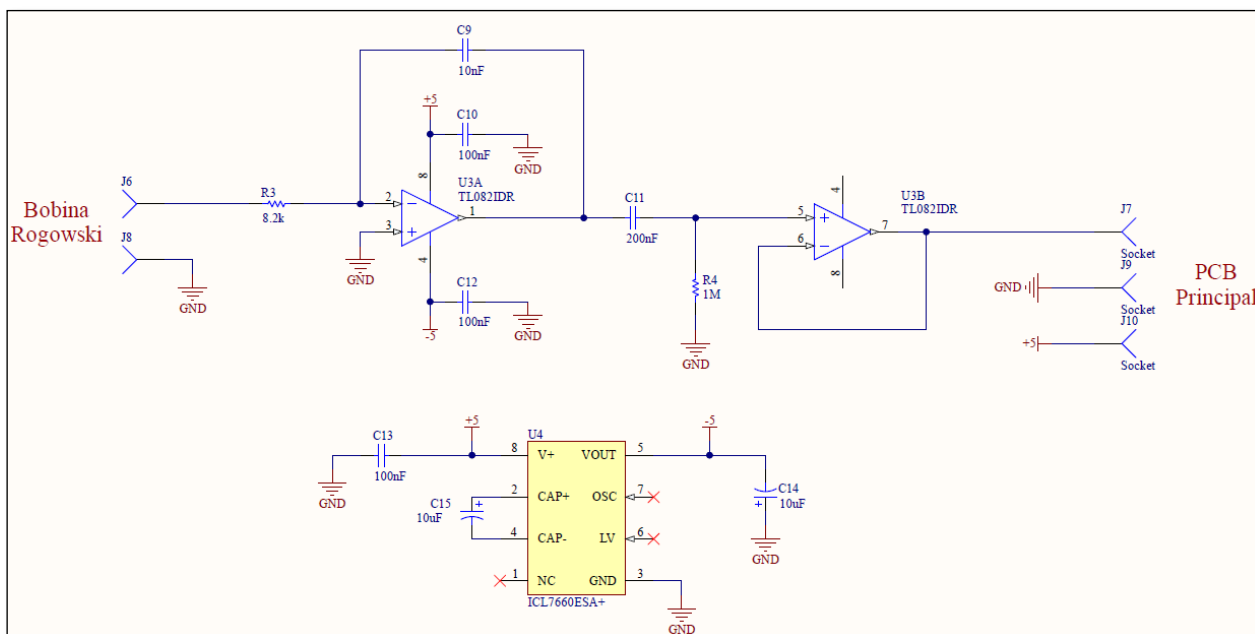 C9
10nF
+5
C10
100nF
GND
8
U3A
TL082IDR
J6
R3
8.2k
2
1
3
GND
4
J8
GND
Bobina
Rogowski
C12
100nF
GND
-5
C11
200nF
R4
1M
GND
4
U3B
TL082IDR
5
6
7
8
J7
Socket
J9
GND
Socket
J10
+5
Socket
PCB
Principal
+5
-5
C13
100nF
GND
U4
8
V+
VOUT
5
2
CAP+
OSC
7
C15
10uF
+
4
CAP-
LV
6
1
NC
GND
3
ICL7660ESA+
GND
C14
10uF
+
GND